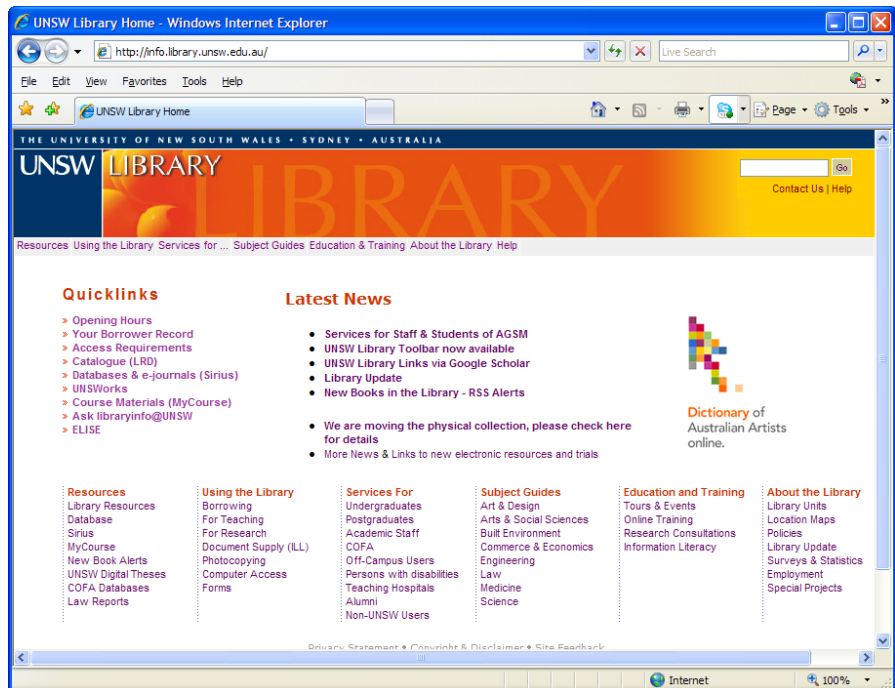 UNSW Library Home - Windows Internet Explorer
http://info.library.unsw.edu.au/
Live Search
File Edit View Favorites Tools Help
UNSW Library Home
Page Tools
THE UNIVERSITY OF NEW SOUTH WALES • SYDNEY • AUSTRALIA
UNSW LIBRARY
LIBRARY
Go
Contact Us | Help
Resources Using the Library Services for ... Subject Guides Education & Training About the Library Help
Quicklinks
» Opening Hours
» Your Borrower Record
» Access Requirements
» Catalogue (LRD)
» Databases & e-journals (Sirius)
» UNSWorks
» Course Materials (MyCourse)
» Ask libraryinfo@UNSW
» ELISE
Latest News
• Services for Staff & Students of AGSM
• UNSW Library Toolbar now available
• UNSW Library Links via Google Scholar
• Library Update
• New Books in the Library - RSS Alerts
• We are moving the physical collection, please check here
for details
• More News & Links to new electronic resources and trials
Dictionary of
Australian Artists
online.
Resources
Library Resources
Database
Sirius
MyCourse
New Book Alerts
UNSW Digital Theses
COFA Databases
Law Reports
Using the Library
Borrowing
For Teaching
For Research
Document Supply (ILL)
Photocopying
Computer Access
Forms
Services For
Undergraduates
Postgraduates
Academic Staff
COFA
Off-Campus Users
Persons with disabilities
Teaching Hospitals
Alumni
Non-UNSW Users
Subject Guides
Art & Design
Arts & Social Sciences
Built Environment
Commerce & Economics
Engineering
Law
Medicine
Science
Education and Training
Tours & Events
Online Training
Research Consultations
Information Literacy
About the Library
Library Units
Location Maps
Policies
Library Update
Surveys & Statistics
Employment
Special Projects
Privacy Statement • Copyright & Disclaimer • Site Feedback
Internet
100%